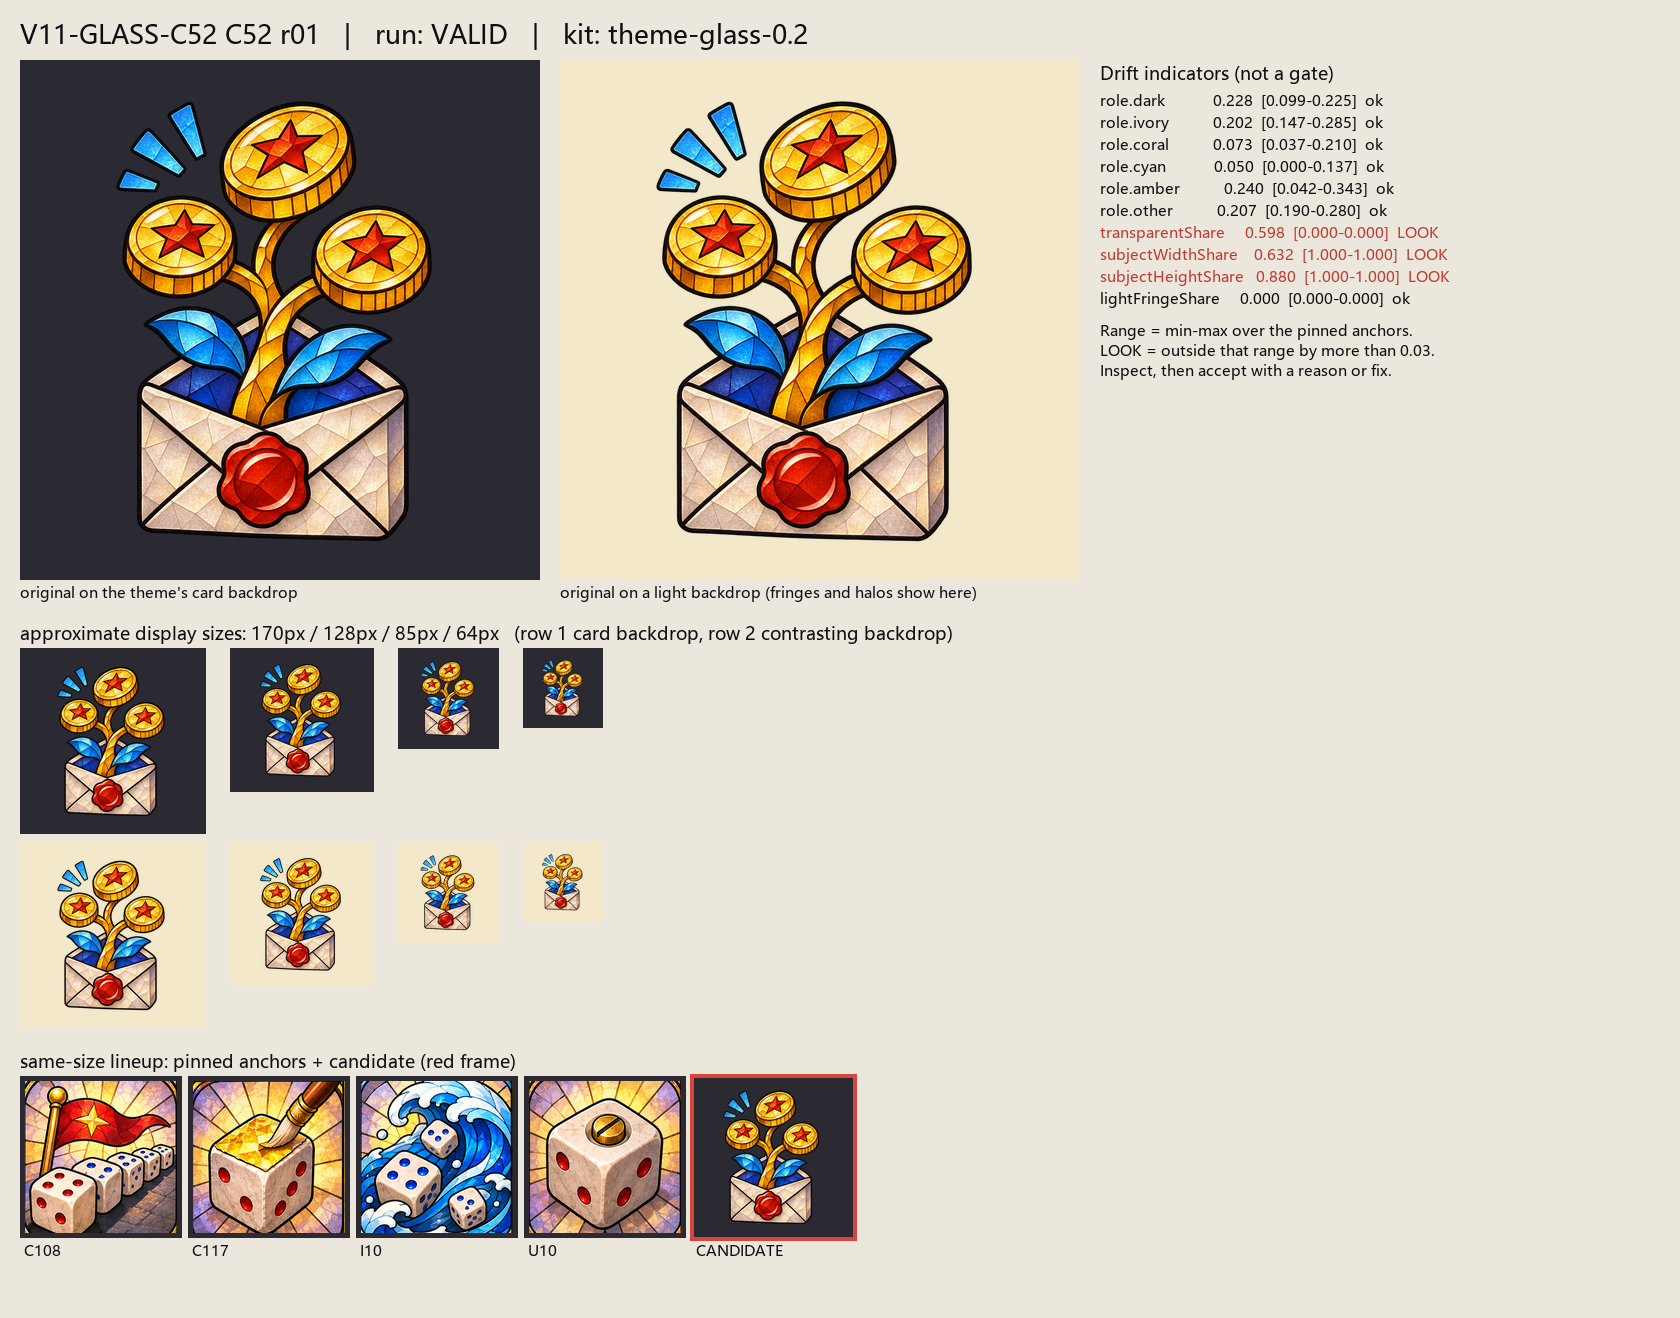 V11-GLASS-C52 C52 r01 | run: VALID | kit: theme-glass-0.2
Drift indicators (not a gate)
role.dark 0.228 [0.099-0.225] ok
role.ivory 0.202 [0.147-0.285] ok
role.coral 0.073 [0.037-0.210] ok
role.cyan 0.050 [0.000-0.137] ok
role.amber 0.240 [0.042-0.343] ok
role.other 0.207 [0.190-0.280] ok
transparentShare 0.598 [0.000-0.000] LOOK
subjectWidthShare 0.632 [1.000-1.000] LOOK
subjectHeightShare 0.880 [1.000-1.000] LOOK
lightFringeShare 0.000 [0.000-0.000] ok
Range = min-max over the pinned anchors.
LOOK = outside that range by more than 0.03.
Inspect, then accept with a reason or fix.
original on the theme's card backdrop
original on a light backdrop (fringes and halos show here)
approximate display sizes: 170px / 128px / 85px / 64px (row 1 card backdrop, row 2 contrasting backdrop)
same-size lineup: pinned anchors + candidate (red frame)
C108
C117
I10
U10
CANDIDATE